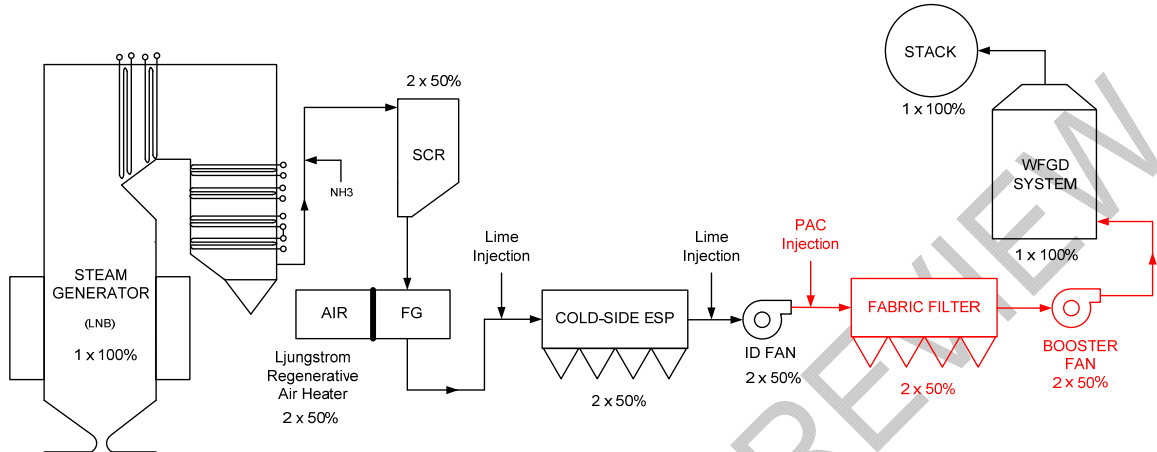 STEAM
GENERATOR
(LNB)
1 x 100%
NH3
2 x 50%
SCR
AIR
FG
Ljungstrom
Regenerative
Air Heater
2 x 50%
Lime
Injection
COLD-SIDE ESP
2 x 50%
Lime
Injection
ID FAN
2 x 50%
PAC
Injection
FABRIC FILTER
2 x 50%
BOOSTER
FAN
2 x 50%
WFGD
SYSTEM
1 x 100%
STACK
1 x 100%
REVIEW